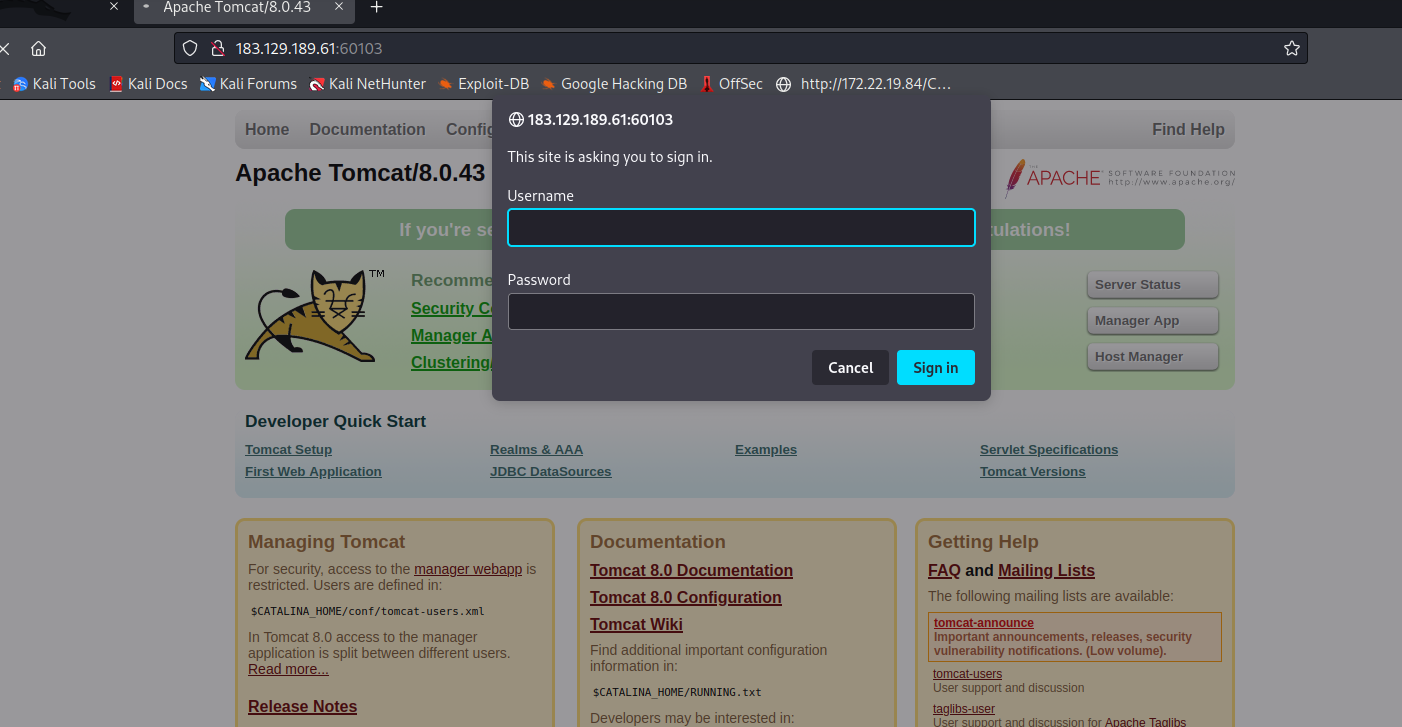 Apache Tomcat/8.0.43
183.129.189.61:60103
Kali Tools Kali Docs Kali Forums Kali NetHunter Exploit-DB Google Hacking DB OffSec http://172.22.19.84/C…
183.129.189.61:60103
This site is asking you to sign in.
Username
Password
Cancel Sign in
Home Documentation Config Find Help
Apache Tomcat/8.0.43
THE APACHE SOFTWARE FOUNDATION
http://www.apache.org/
If you're se ulations!
TM
Recomme
Security Co
Manager A
Clustering/
Server Status
Manager App
Host Manager
Developer Quick Start
Tomcat Setup Realms & AAA Examples Servlet Specifications
First Web Application JDBC DataSources Tomcat Versions
Managing Tomcat
For security, access to the manager webapp is
restricted. Users are defined in:
$CATALINA_HOME/conf/tomcat-users.xml
In Tomcat 8.0 access to the manager
application is split between different users.
Read more...
Release Notes
Documentation
Tomcat 8.0 Documentation
Tomcat 8.0 Configuration
Tomcat Wiki
Find additional important configuration
information in:
$CATALINA_HOME/RUNNING.txt
Developers may be interested in:
Getting Help
FAQ and Mailing Lists
The following mailing lists are available:
tomcat-announce
Important announcements, releases, security
vulnerability notifications. (Low volume).
tomcat-users
User support and discussion
taglibs-user
User support and discussion for Apache Taglibs